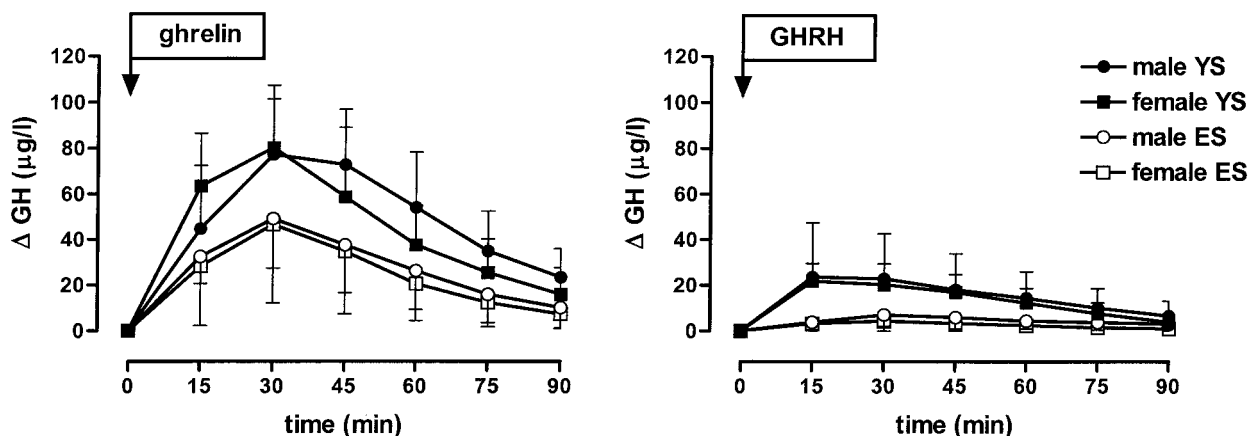 ghrelin
120
100
80
60
40
20
0
Δ GH (μg/l)
0 15 30 45 60 75 90
time (min)
GHRH
120
100
80
60
40
20
0
Δ GH (μg/l)
0 15 30 45 60 75 90
time (min)
male YS
female YS
male ES
female ES